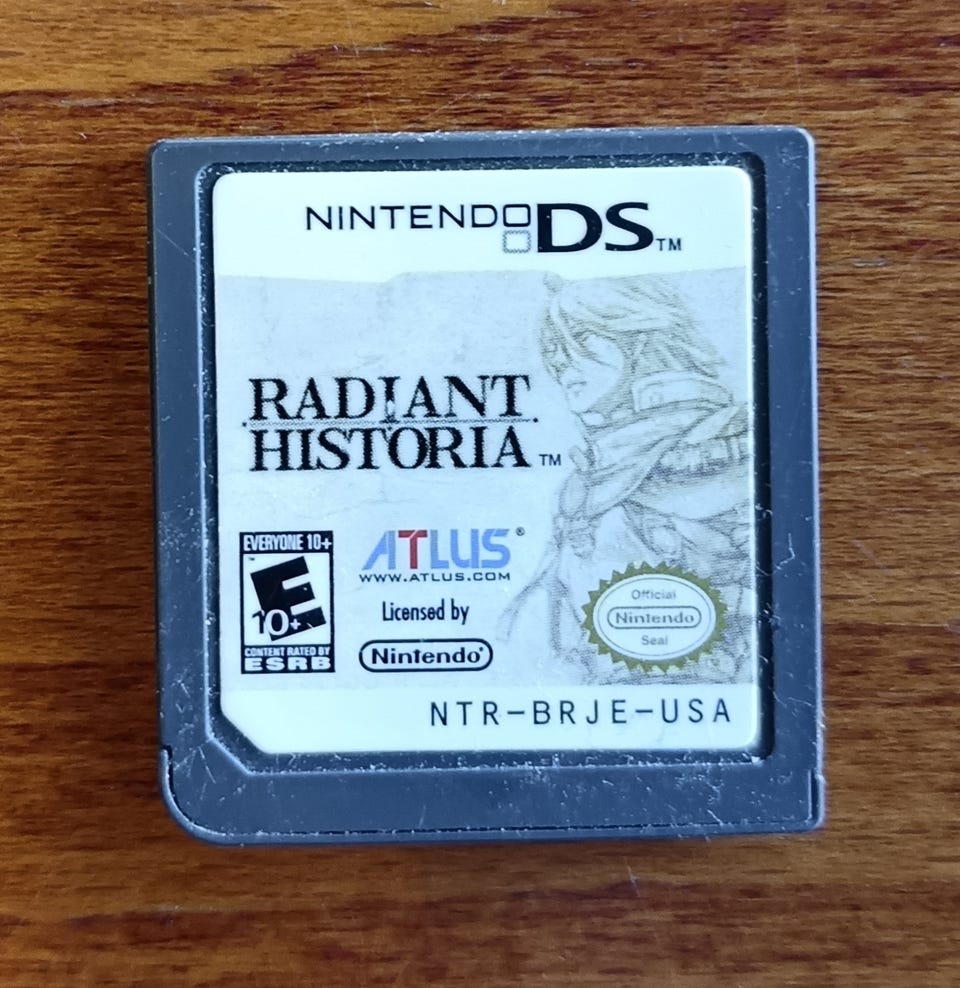 NINTENDO DS™
RADIANT
HISTORIA™
EVERYONE 10+
E
10+
CONTENT RATED BY
ESRB
ATLUS®
WWW.ATLUS.COM
Licensed by
Nintendo®
Official
Nintendo
Seal
NTR-BRJE-USA